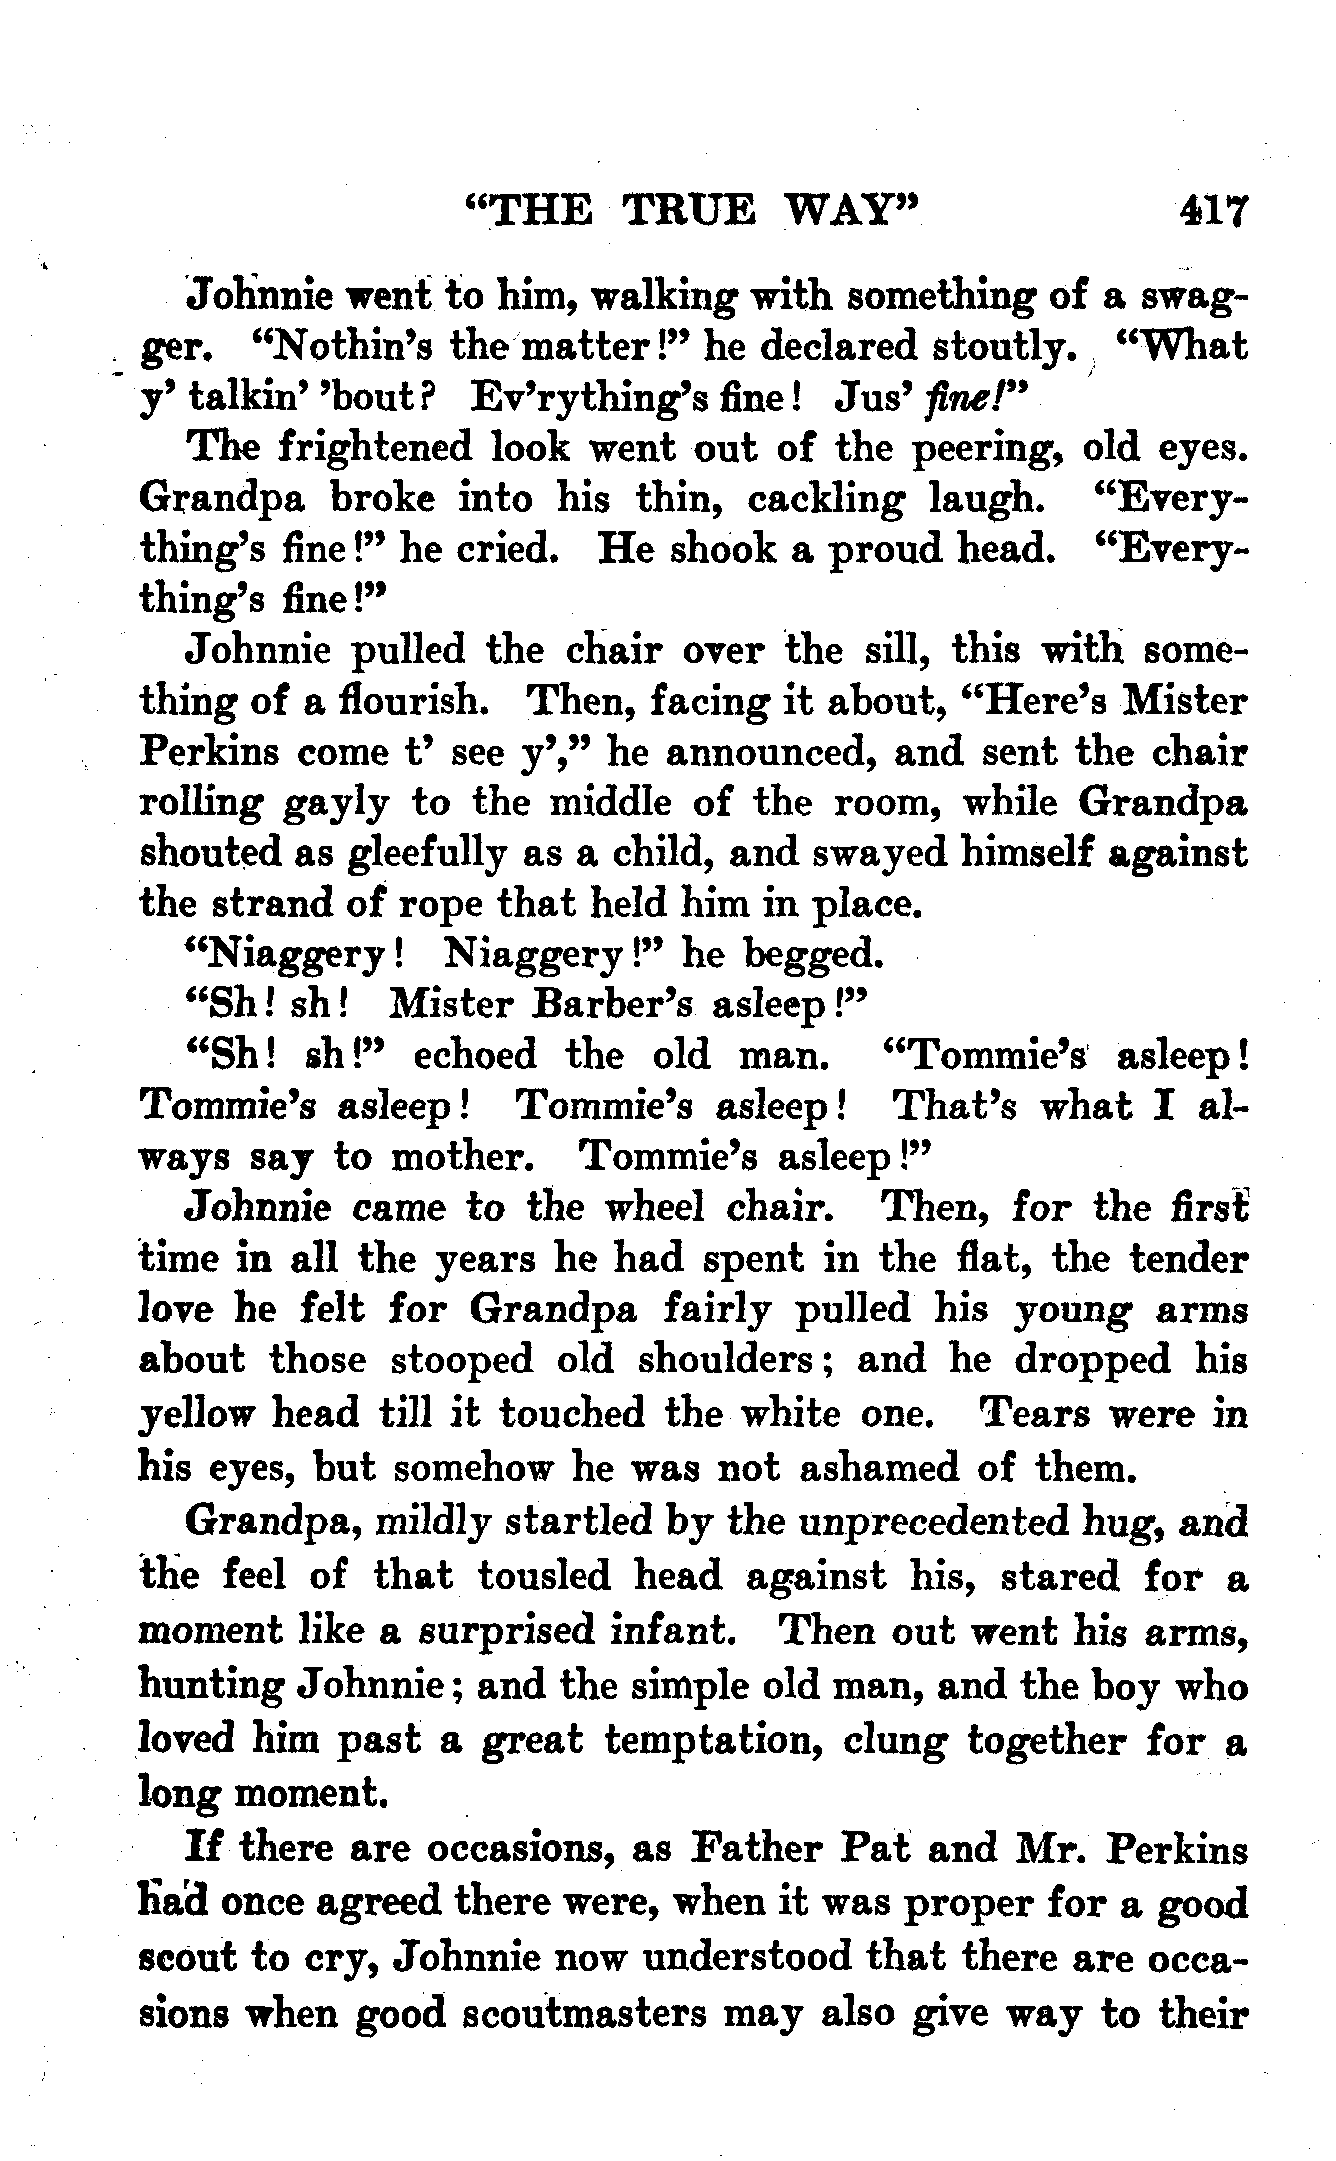 "THE TRUE WAY" 417
Johnnie went to him, walking with something of a swag-
ger. "Nothin's the matter!" he declared stoutly. "What
y' talkin' 'bout? Ev'rything's fine! Jus' fine!"
The frightened look went out of the peering, old eyes.
Grandpa broke into his thin, cackling laugh. "Every-
thing's fine!" he cried. He shook a proud head. "Every-
thing's fine!"
Johnnie pulled the chair over the sill, this with some-
thing of a flourish. Then, facing it about, "Here's Mister
Perkins come t' see y'," he announced, and sent the chair
rolling gayly to the middle of the room, while Grandpa
shouted as gleefully as a child, and swayed himself against
the strand of rope that held him in place.
"Niaggery! Niaggery!" he begged.
"Sh! sh! Mister Barber's asleep!"
"Sh! sh!" echoed the old man. "Tommie's asleep!
Tommie's asleep! Tommie's asleep! That's what I al-
ways say to mother. Tommie's asleep!"
Johnnie came to the wheel chair. Then, for the first
time in all the years he had spent in the flat, the tender
love he felt for Grandpa fairly pulled his young arms
about those stooped old shoulders; and he dropped his
yellow head till it touched the white one. Tears were in
his eyes, but somehow he was not ashamed of them.
Grandpa, mildly startled by the unprecedented hug, and
the feel of that tousled head against his, stared for a
moment like a surprised infant. Then out went his arms,
hunting Johnnie; and the simple old man, and the boy who
loved him past a great temptation, clung together for a
long moment.
If there are occasions, as Father Pat and Mr. Perkins
had once agreed there were, when it was proper for a good
scout to cry, Johnnie now understood that there are occa-
sions when good scoutmasters may also give way to their